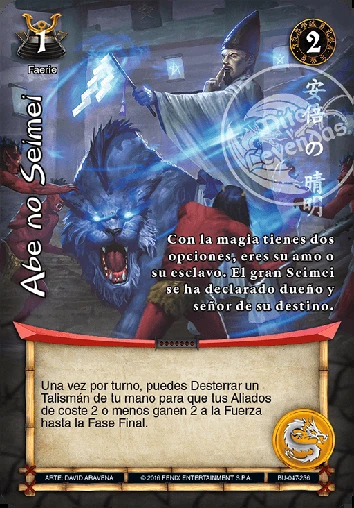 1
2
Faerie
Abe no Seimei
安倍の晴明
Con la magia tienes dos
opciones, eres su amo o
su esclavo. El gran Seimei
se ha declarado dueño y
señor de su destino.
Una vez por turno, puedes Desterrar un
Talismán de tu mano para que tus Aliados
de coste 2 o menos ganen 2 a la Fuerza
hasta la Fase Final.
ARTE: DAVID ARAVENA
© 2016 FENIX ENTERTAINMENT S.P.A.
BU-047/236